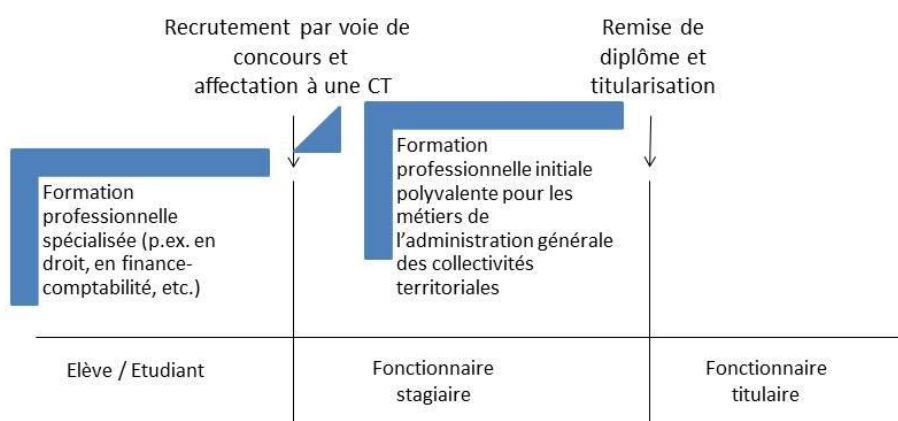 Recrutement par voie de
concours et
affectation à une CT
Remise de
diplôme et
titularisation
Formation
professionnelle
spécialisée (p.ex. en
droit, en finance-
comptabilité, etc.)
Formation
professionnelle initiale
polyvalente pour les
métiers de
l’administration générale
des collectivités
territoriales
Elève / Etudiant
Fonctionnaire
stagiaire
Fonctionnaire
titulaire